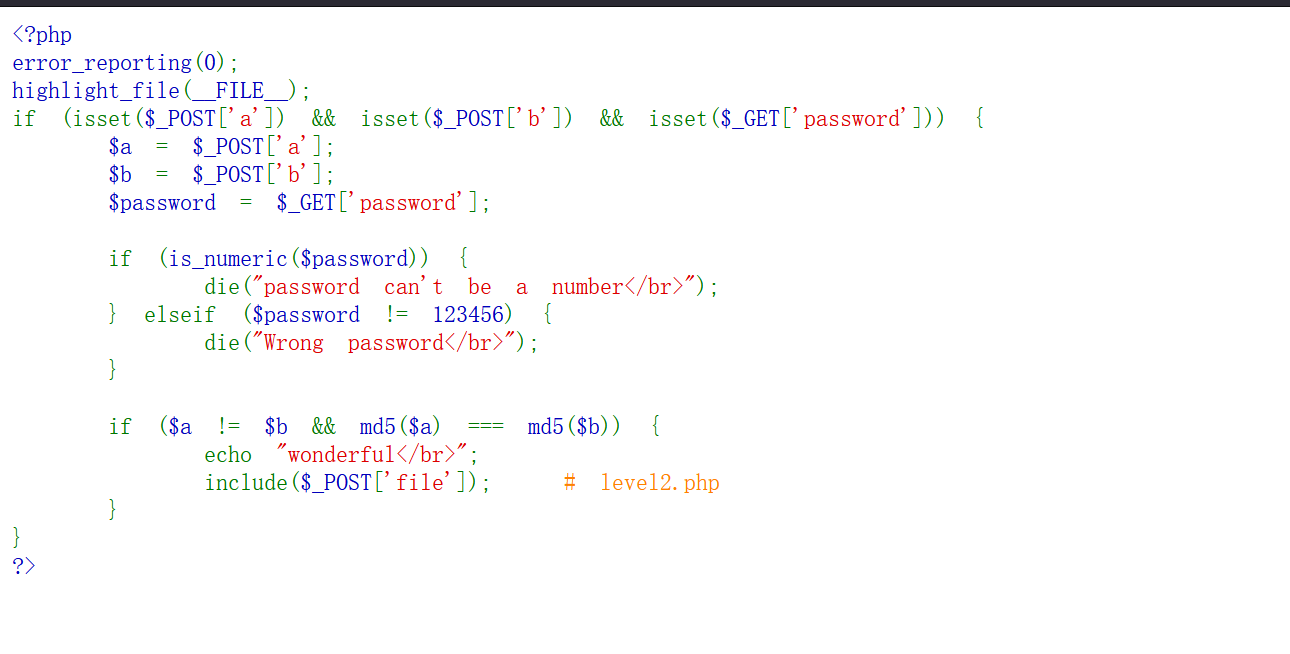 <?php
error_reporting(0);
highlight_file(__FILE__);
if (isset($_POST['a']) && isset($_POST['b']) && isset($_GET['password'])) {
$a = $_POST['a'];
$b = $_POST['b'];
$password = $_GET['password'];
if (is_numeric($password)) {
die("password can't be a number</br>");
} elseif ($password != 123456) {
die("Wrong password</br>");
}
if ($a != $b && md5($a) === md5($b)) {
echo "wonderful</br>";
include($_POST['file']); # level2.php
}
}
?>